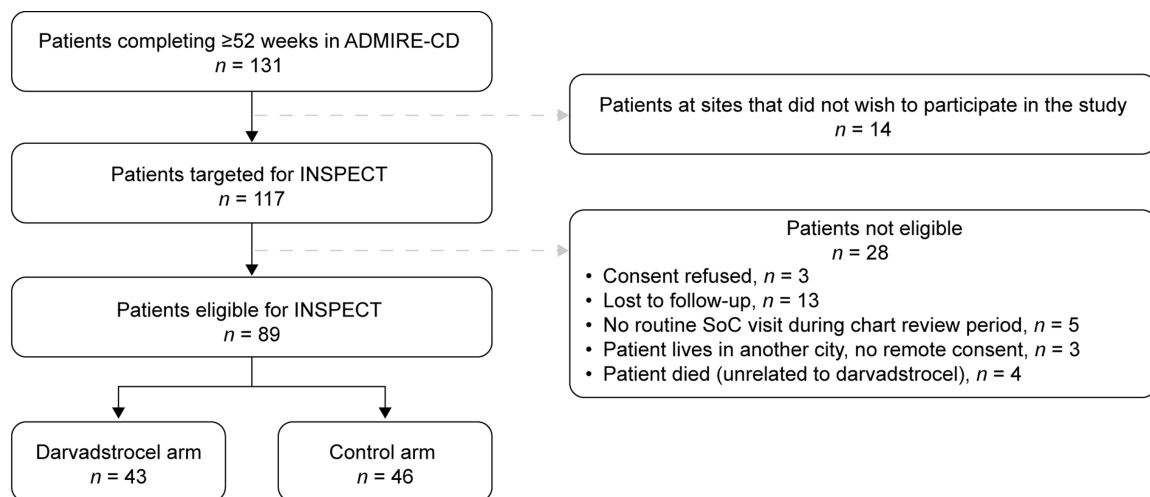 Patients completing ≥52 weeks in ADMIRE-CD
n = 131
Patients at sites that did not wish to participate in the study
n = 14
Patients targeted for INSPECT
n = 117
Patients not eligible
n = 28
• Consent refused, n = 3
• Lost to follow-up, n = 13
• No routine SoC visit during chart review period, n = 5
• Patient lives in another city, no remote consent, n = 3
• Patient died (unrelated to darvadstrocel), n = 4
Patients eligible for INSPECT
n = 89
Darvadstrocel arm
n = 43
Control arm
n = 46